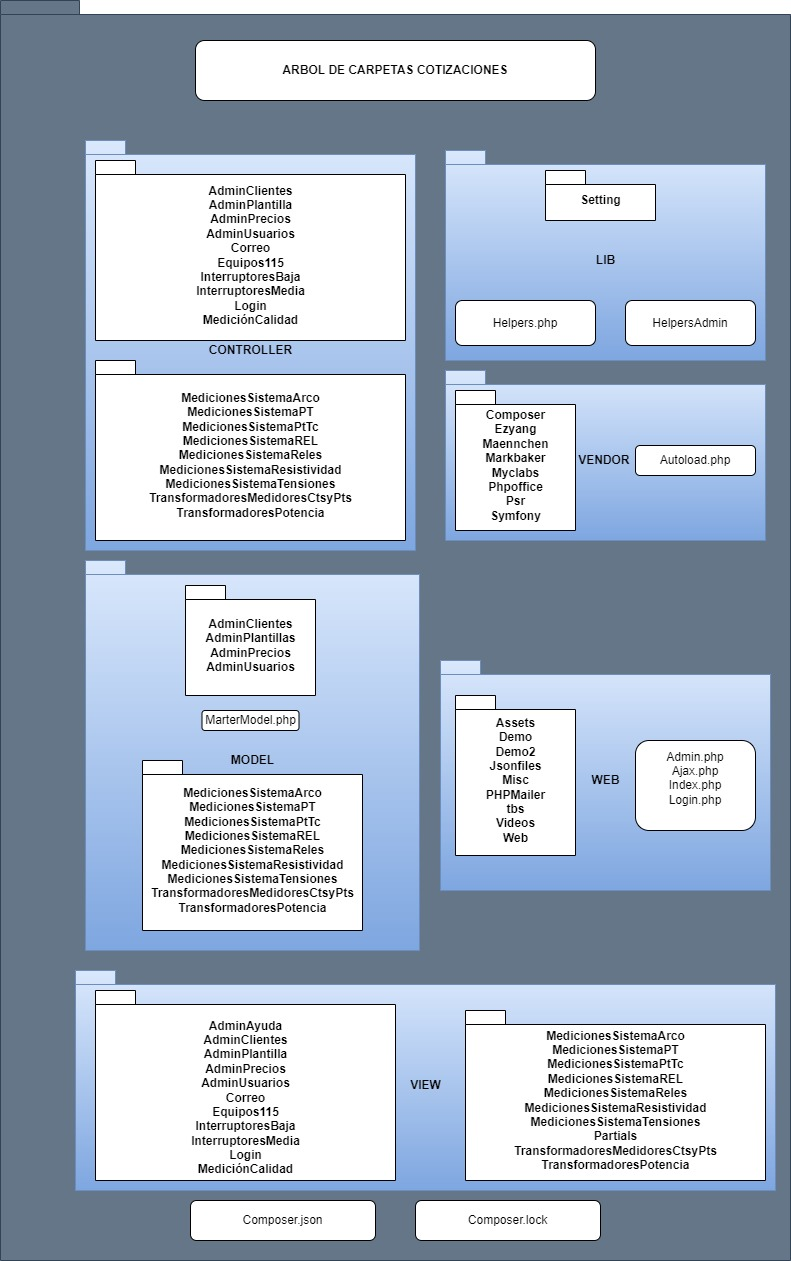 ARBOL DE CARPETAS COTIZACIONES
AdminClientes
AdminPlantilla
AdminPrecios
AdminUsuarios
Correo
Equipos115
InterruptoresBaja
InterruptoresMedia
Login
MediciónCalidad
CONTROLLER
MedicionesSistemaArco
MedicionesSistemaPT
MedicionesSistemaPtTc
MedicionesSistemaREL
MedicionesSistemaReles
MedicionesSistemaResistividad
MedicionesSistemaTensiones
TransformadoresMedidoresCtsyPts
TransformadoresPotencia
Setting
LIB
Helpers.php
HelpersAdmin
Composer
Ezyang
Maennchen
Markbaker
Myclabs
Phpoffice
Psr
Symfony
VENDOR
Autoload.php
AdminClientes
AdminPlantillas
AdminPrecios
AdminUsuarios
MarterModel.php
MODEL
MedicionesSistemaArco
MedicionesSistemaPT
MedicionesSistemaPtTc
MedicionesSistemaREL
MedicionesSistemaReles
MedicionesSistemaResistividad
MedicionesSistemaTensiones
TransformadoresMedidoresCtsyPts
TransformadoresPotencia
Assets
Demo
Demo2
Jsonfiles
Misc
PHPMailer
tbs
Videos
Web
WEB
Admin.php
Ajax.php
Index.php
Login.php
AdminAyuda
AdminClientes
AdminPlantilla
AdminPrecios
AdminUsuarios
Correo
Equipos115
InterruptoresBaja
InterruptoresMedia
Login
MediciónCalidad
VIEW
MedicionesSistemaArco
MedicionesSistemaPT
MedicionesSistemaPtTc
MedicionesSistemaREL
MedicionesSistemaReles
MedicionesSistemaResistividad
MedicionesSistemaTensiones
Partials
TransformadoresMedidoresCtsyPts
TransformadoresPotencia
Composer.json
Composer.lock